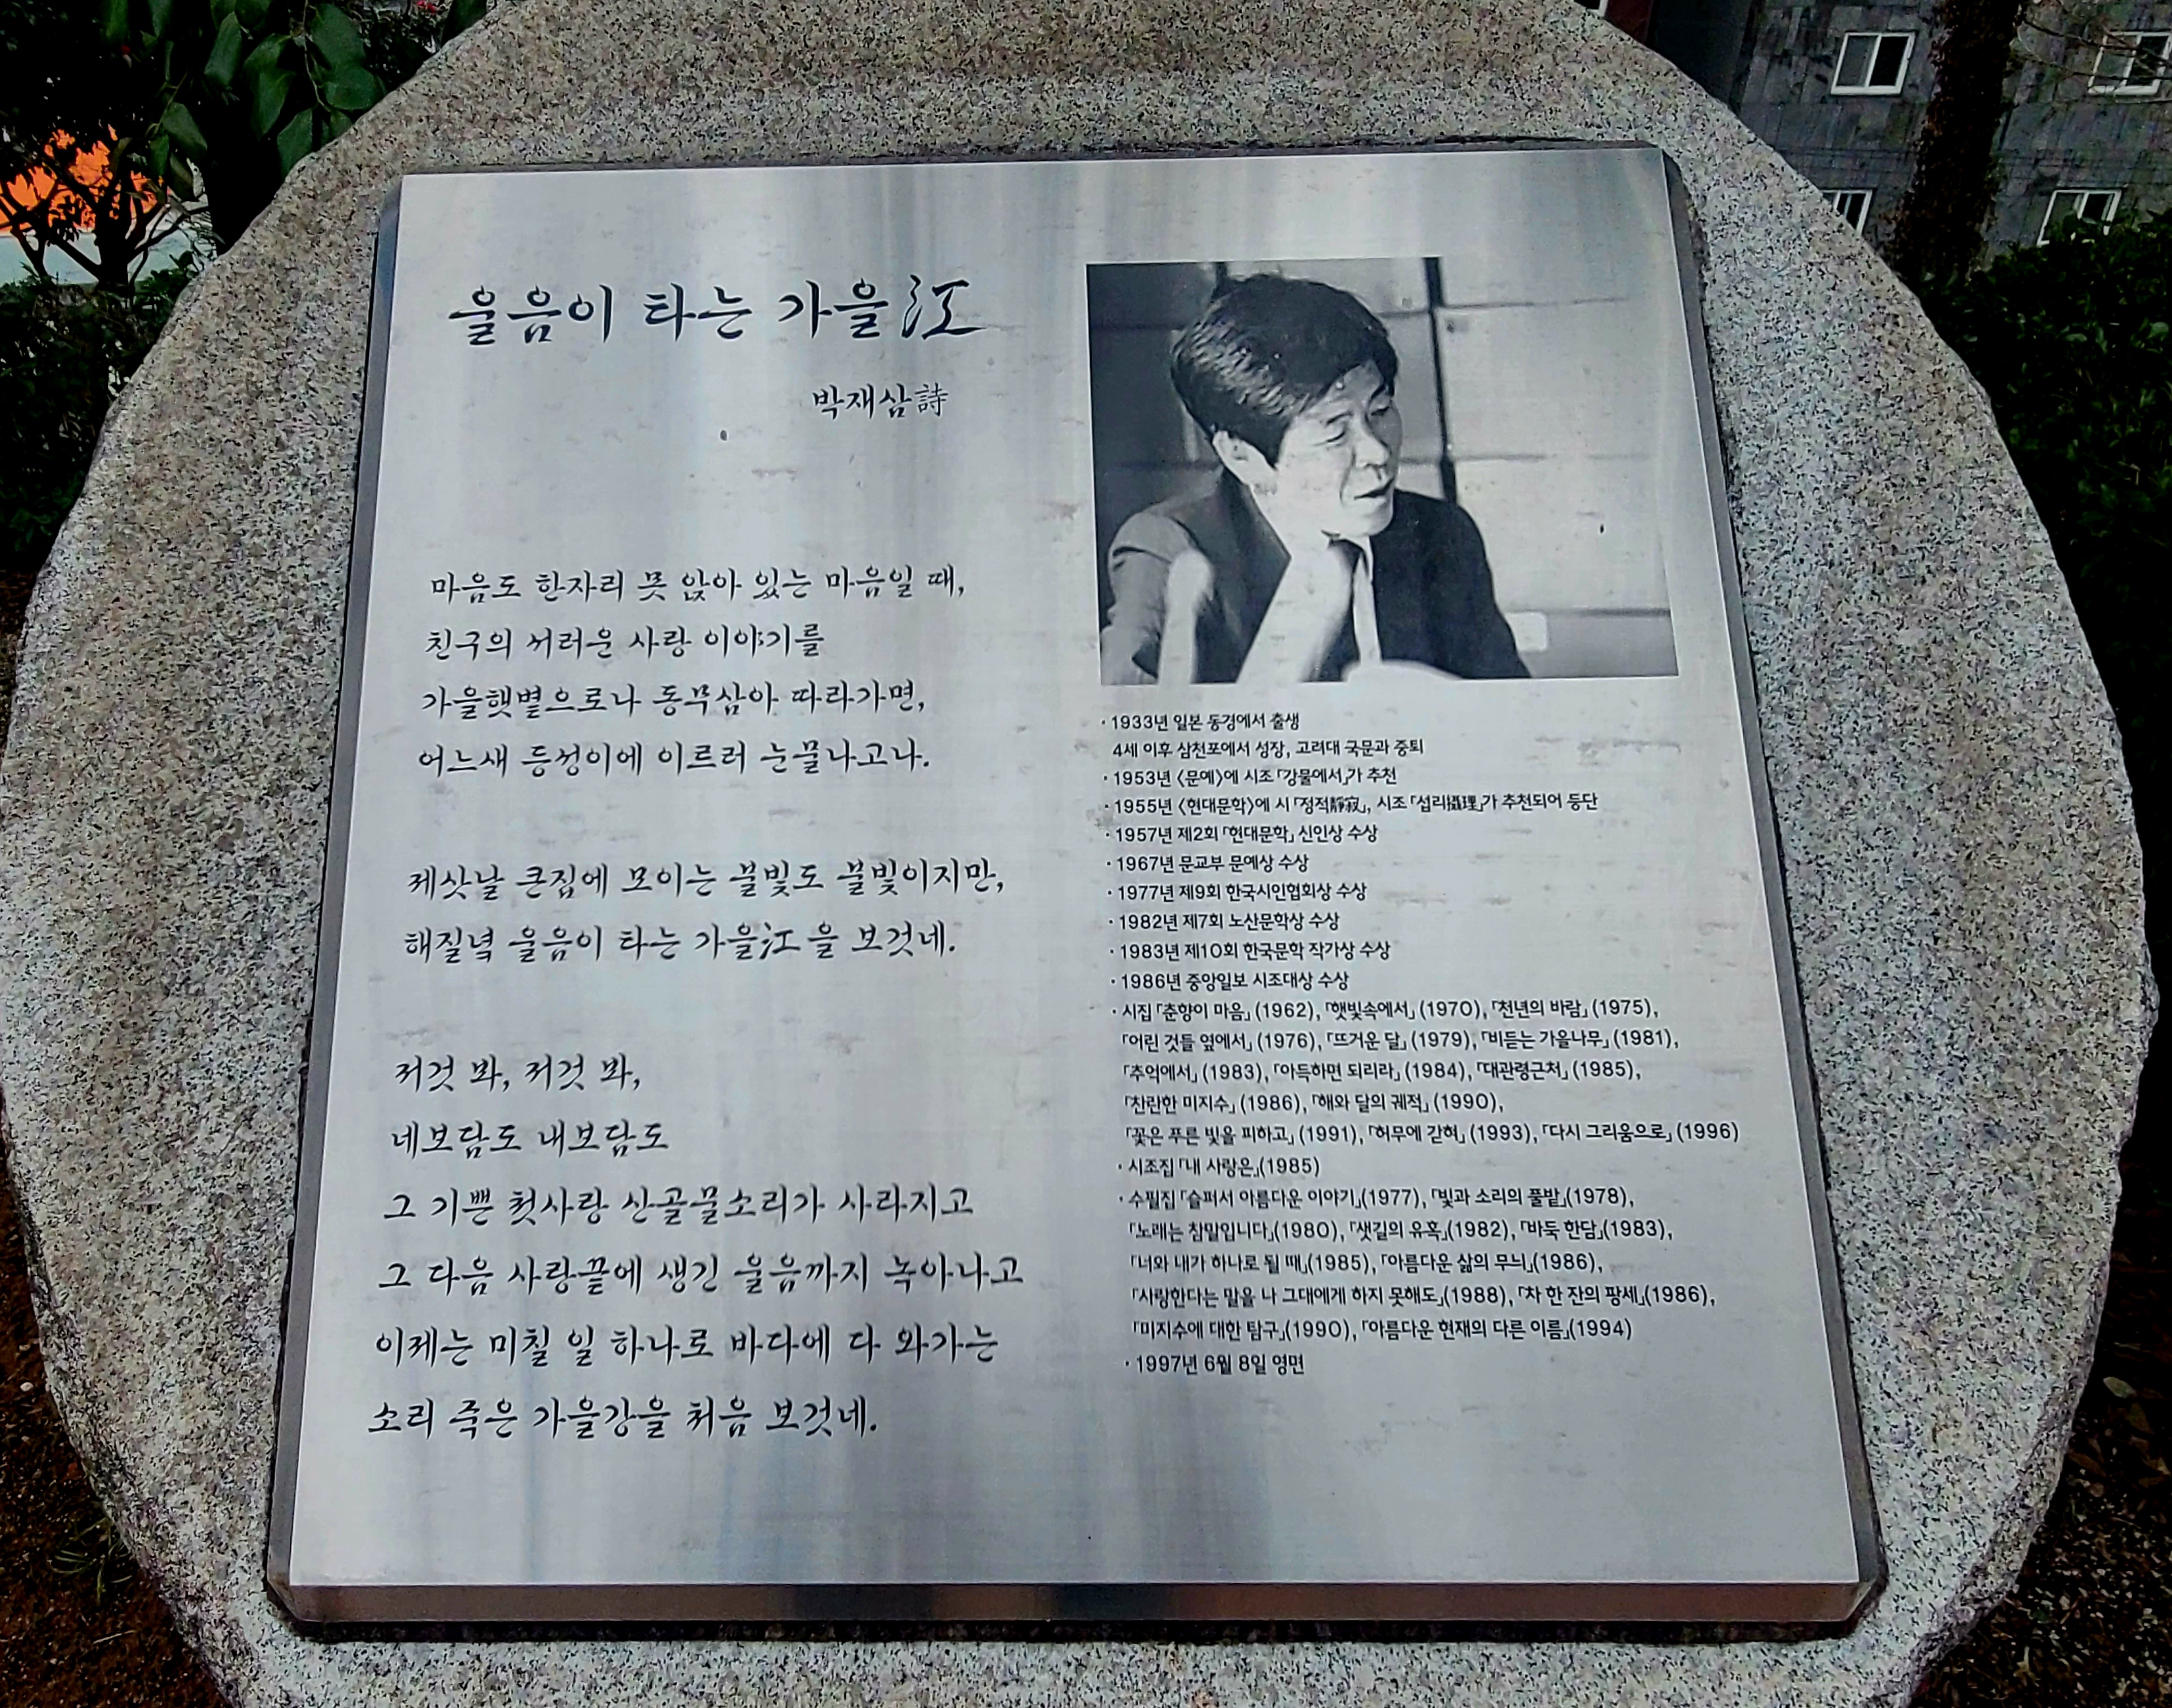 울음이 타는 가을江
박재삼詩
마음도 한자리 못 앉아 있는 마음일 때,
친구의 서러운 사랑 이야기를
가을햇볕으로나 동무삼아 따라가면,
어느새 등성이에 이르러 눈물나고나.
제삿날 큰집에 모이는 불빛도 불빛이지만,
해질녘 울음이 타는 가을江을 보것네.
저것 봐, 저것 봐,
네보담도 내보담도
그 기쁜 첫사랑 산골물소리가 사라지고
그 다음 사랑끝에 생긴 울음까지 녹아나고
이제는 미칠 일 하나로 바다에 다 와가는
소리 죽은 가을강을 처음 보것네.
· 1933년 일본 동경에서 출생
4세 이후 삼천포에서 성장, 고려대 국문과 중퇴
· 1953년 〈문예〉에 시조 「강물에서」가 추천
· 1955년 〈현대문학〉에 시 「정적靜寂」, 시조 「섭리攝理」가 추천되어 등단
· 1957년 제2회 「현대문학」 신인상 수상
· 1967년 문교부 문예상 수상
· 1977년 제9회 한국시인협회상 수상
· 1982년 제7회 노산문학상 수상
· 1983년 제10회 한국문학 작가상 수상
· 1986년 중앙일보 시조대상 수상
· 시집 「춘향이 마음」 (1962), 「햇빛속에서」 (1970), 「천년의 바람」 (1975),
「어린 것들 옆에서」 (1976), 「뜨거운 달」 (1979), 「비듣는 가을나무」 (1981),
「추억에서」 (1983), 「아득하면 되리라」 (1984), 「대관령근처」 (1985),
「찬란한 미지수」 (1986), 「해와 달의 궤적」 (1990),
「꽃은 푸른 빛을 피하고」 (1991), 「허무에 갇혀」 (1993), 「다시 그리움으로」 (1996)
· 시조집 「내 사랑은」(1985)
· 수필집 「슬퍼서 아름다운 이야기」(1977), 「빛과 소리의 풀밭」(1978),
「노래는 참말입니다」(1980), 「샛길의 유혹」(1982), 「바둑 한담」(1983),
「너와 내가 하나로 될 때」(1985), 「아름다운 삶의 무늬」(1986),
「사랑한다는 말을 나 그대에게 하지 못해도」(1988), 「차 한 잔의 팡세」(1986),
「미지수에 대한 탐구」(1990), 「아름다운 현재의 다른 이름」(1994)
· 1997년 6월 8일 영면